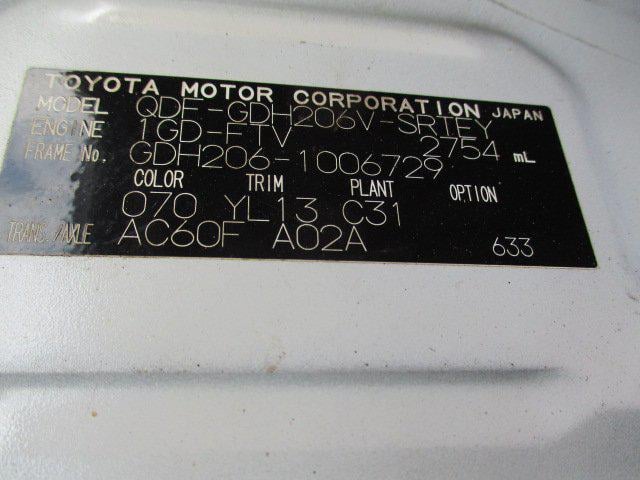 TOYOTA MOTOR CORPORATION JAPAN
MODEL QDF-GDH206V-SRTEY
ENGINE 1GD-FTV 2754 mL
FRAME No. GDH206-1006729
COLOR TRIM PLANT OPTION
070 YL13 C31
TRANS./AXLE AC60F A02A 633